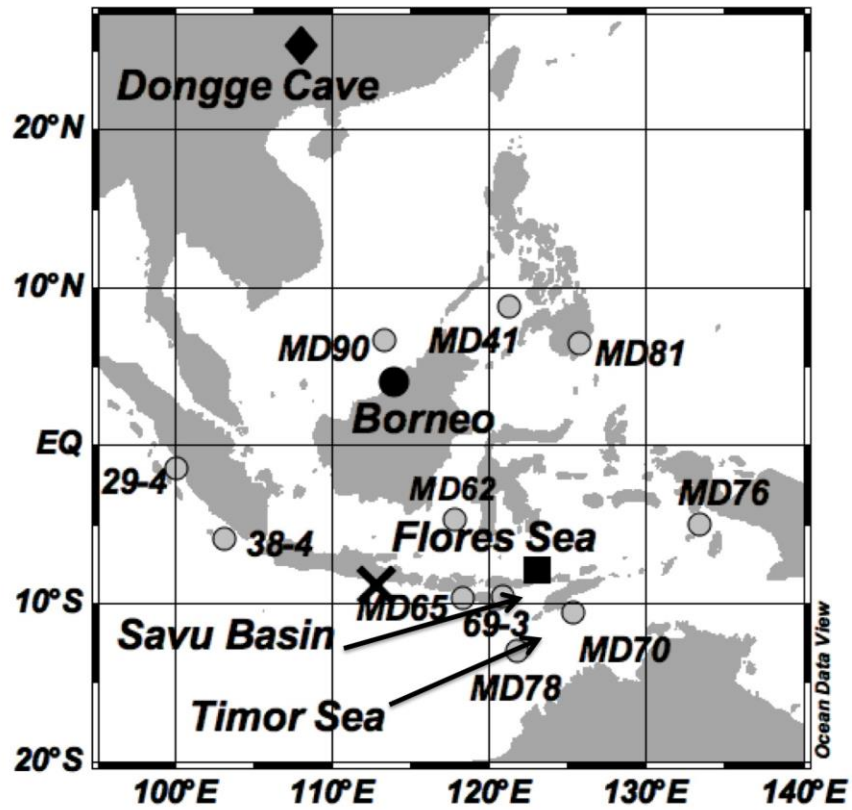 Dongge Cave
20°N
10°N
MD90
MD41
MD81
Borneo
EQ
29-4
MD62
MD76
38-4
Flores Sea
10°S
MD65
69-3
Savu Basin
MD70
MD78
Timor Sea
20°S
100°E 110°E 120°E 130°E 140°E
Ocean Data View